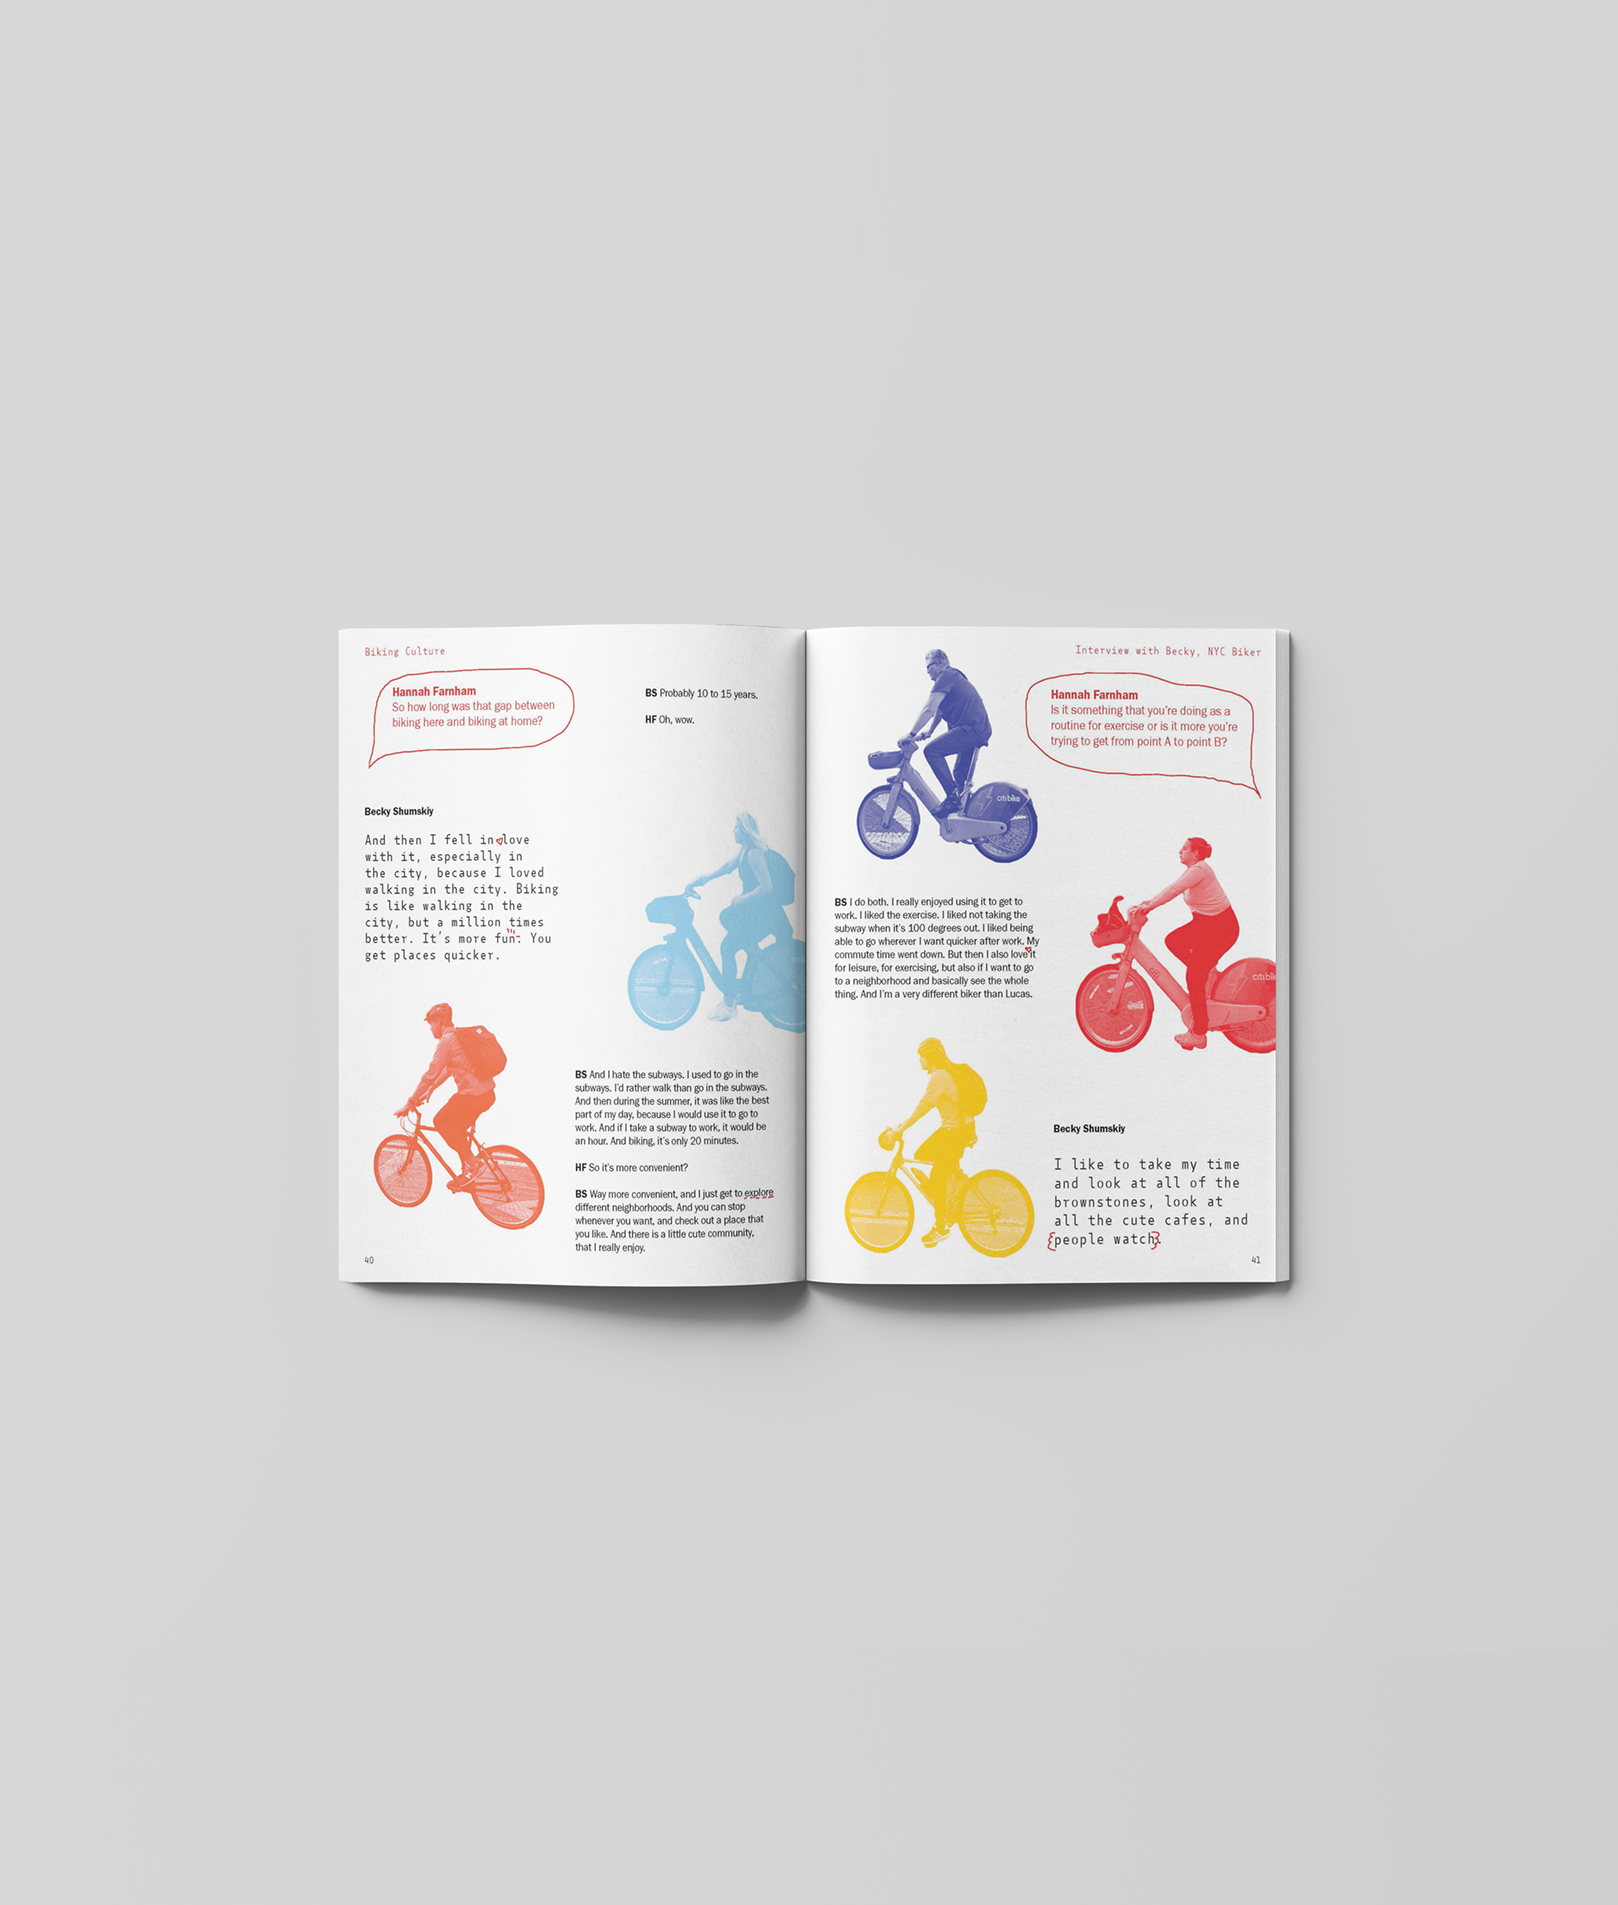 Biking Culture
Hannah Farnham
So how long was that gap between
biking here and biking at home?
BS Probably 10 to 15 years.
HF Oh, wow.
Becky Shumskiy
And then I fell in love
with it, especially in
the city, because I loved
walking in the city. Biking
is like walking in the
city, but a million times
better. It's more fun. You
get places quicker.
BS And I hate the subways. I used to go in the
subways. I'd rather walk than go in the subways.
And then during the summer, it was like the best
part of my day, because I would use it to go to
work. And if I take a subway to work, it would be
an hour. And biking, it's only 20 minutes.
HF So it's more convenient?
BS Way more convenient, and I just get to explore
different neighborhoods. And you can stop
whenever you want, and check out a place that
you like. And there is a little cute community,
that I really enjoy.
40
Interview with Becky, NYC Biker
citi bike
Hannah Farnham
Is it something that you're doing as a
routine for exercise or is it more you're
trying to get from point A to point B?
BS I do both. I really enjoyed using it to get to
work. I liked the exercise. I liked not taking the
subway when it's 100 degrees out. I liked being
able to go wherever I want quicker after work. My
commute time went down. But then I also love it
for leisure, for exercising, but also if I want to go
to a neighborhood and basically see the whole
thing. And I'm a very different biker than Lucas.
citi
citi bik
Becky Shumskiy
I like to take my time
and look at all of the
brownstones, look at
all the cute cafes, and
{people watch}.
41